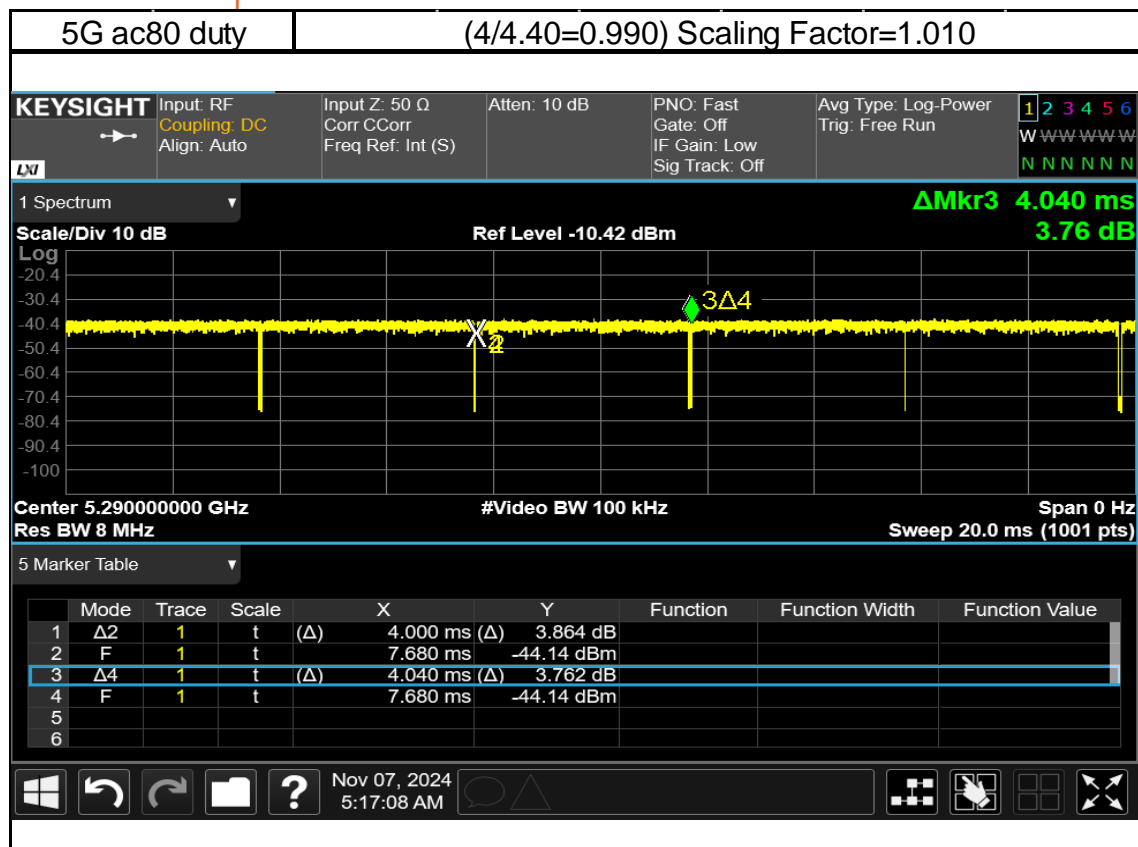 5G ac80 duty (4/4.40=0.990) Scaling Factor=1.010
KEYSIGHT Input: RF Input Z: 50 Ω Atten: 10 dB PNO: Fast Avg Type: Log-Power 1 2 3 4 5 6
Coupling: DC Corr CCorr Gate: Off Trig: Free Run W W W W W W
Align: Auto Freq Ref: Int (S) IF Gain: Low
LXI Sig Track: Off N N N N N N
1 Spectrum ▼ ΔMkr3 4.040 ms
Scale/Div 10 dB Ref Level -10.42 dBm 3.76 dB
Log
-20.4
-30.4 3Δ4
-40.4
-50.4
-60.4
-70.4
-80.4
-90.4
-100
Center 5.290000000 GHz #Video BW 100 kHz Span 0 Hz
Res BW 8 MHz Sweep 20.0 ms (1001 pts)
5 Marker Table ▼
Mode Trace Scale X Y Function Function Width Function Value
1 Δ2 1 t (Δ) 4.000 ms (Δ) 3.864 dB
2 F 1 t 7.680 ms -44.14 dBm
3 Δ4 1 t (Δ) 4.040 ms (Δ) 3.762 dB
4 F 1 t 7.680 ms -44.14 dBm
5
6
? Nov 07, 2024
5:17:08 AM